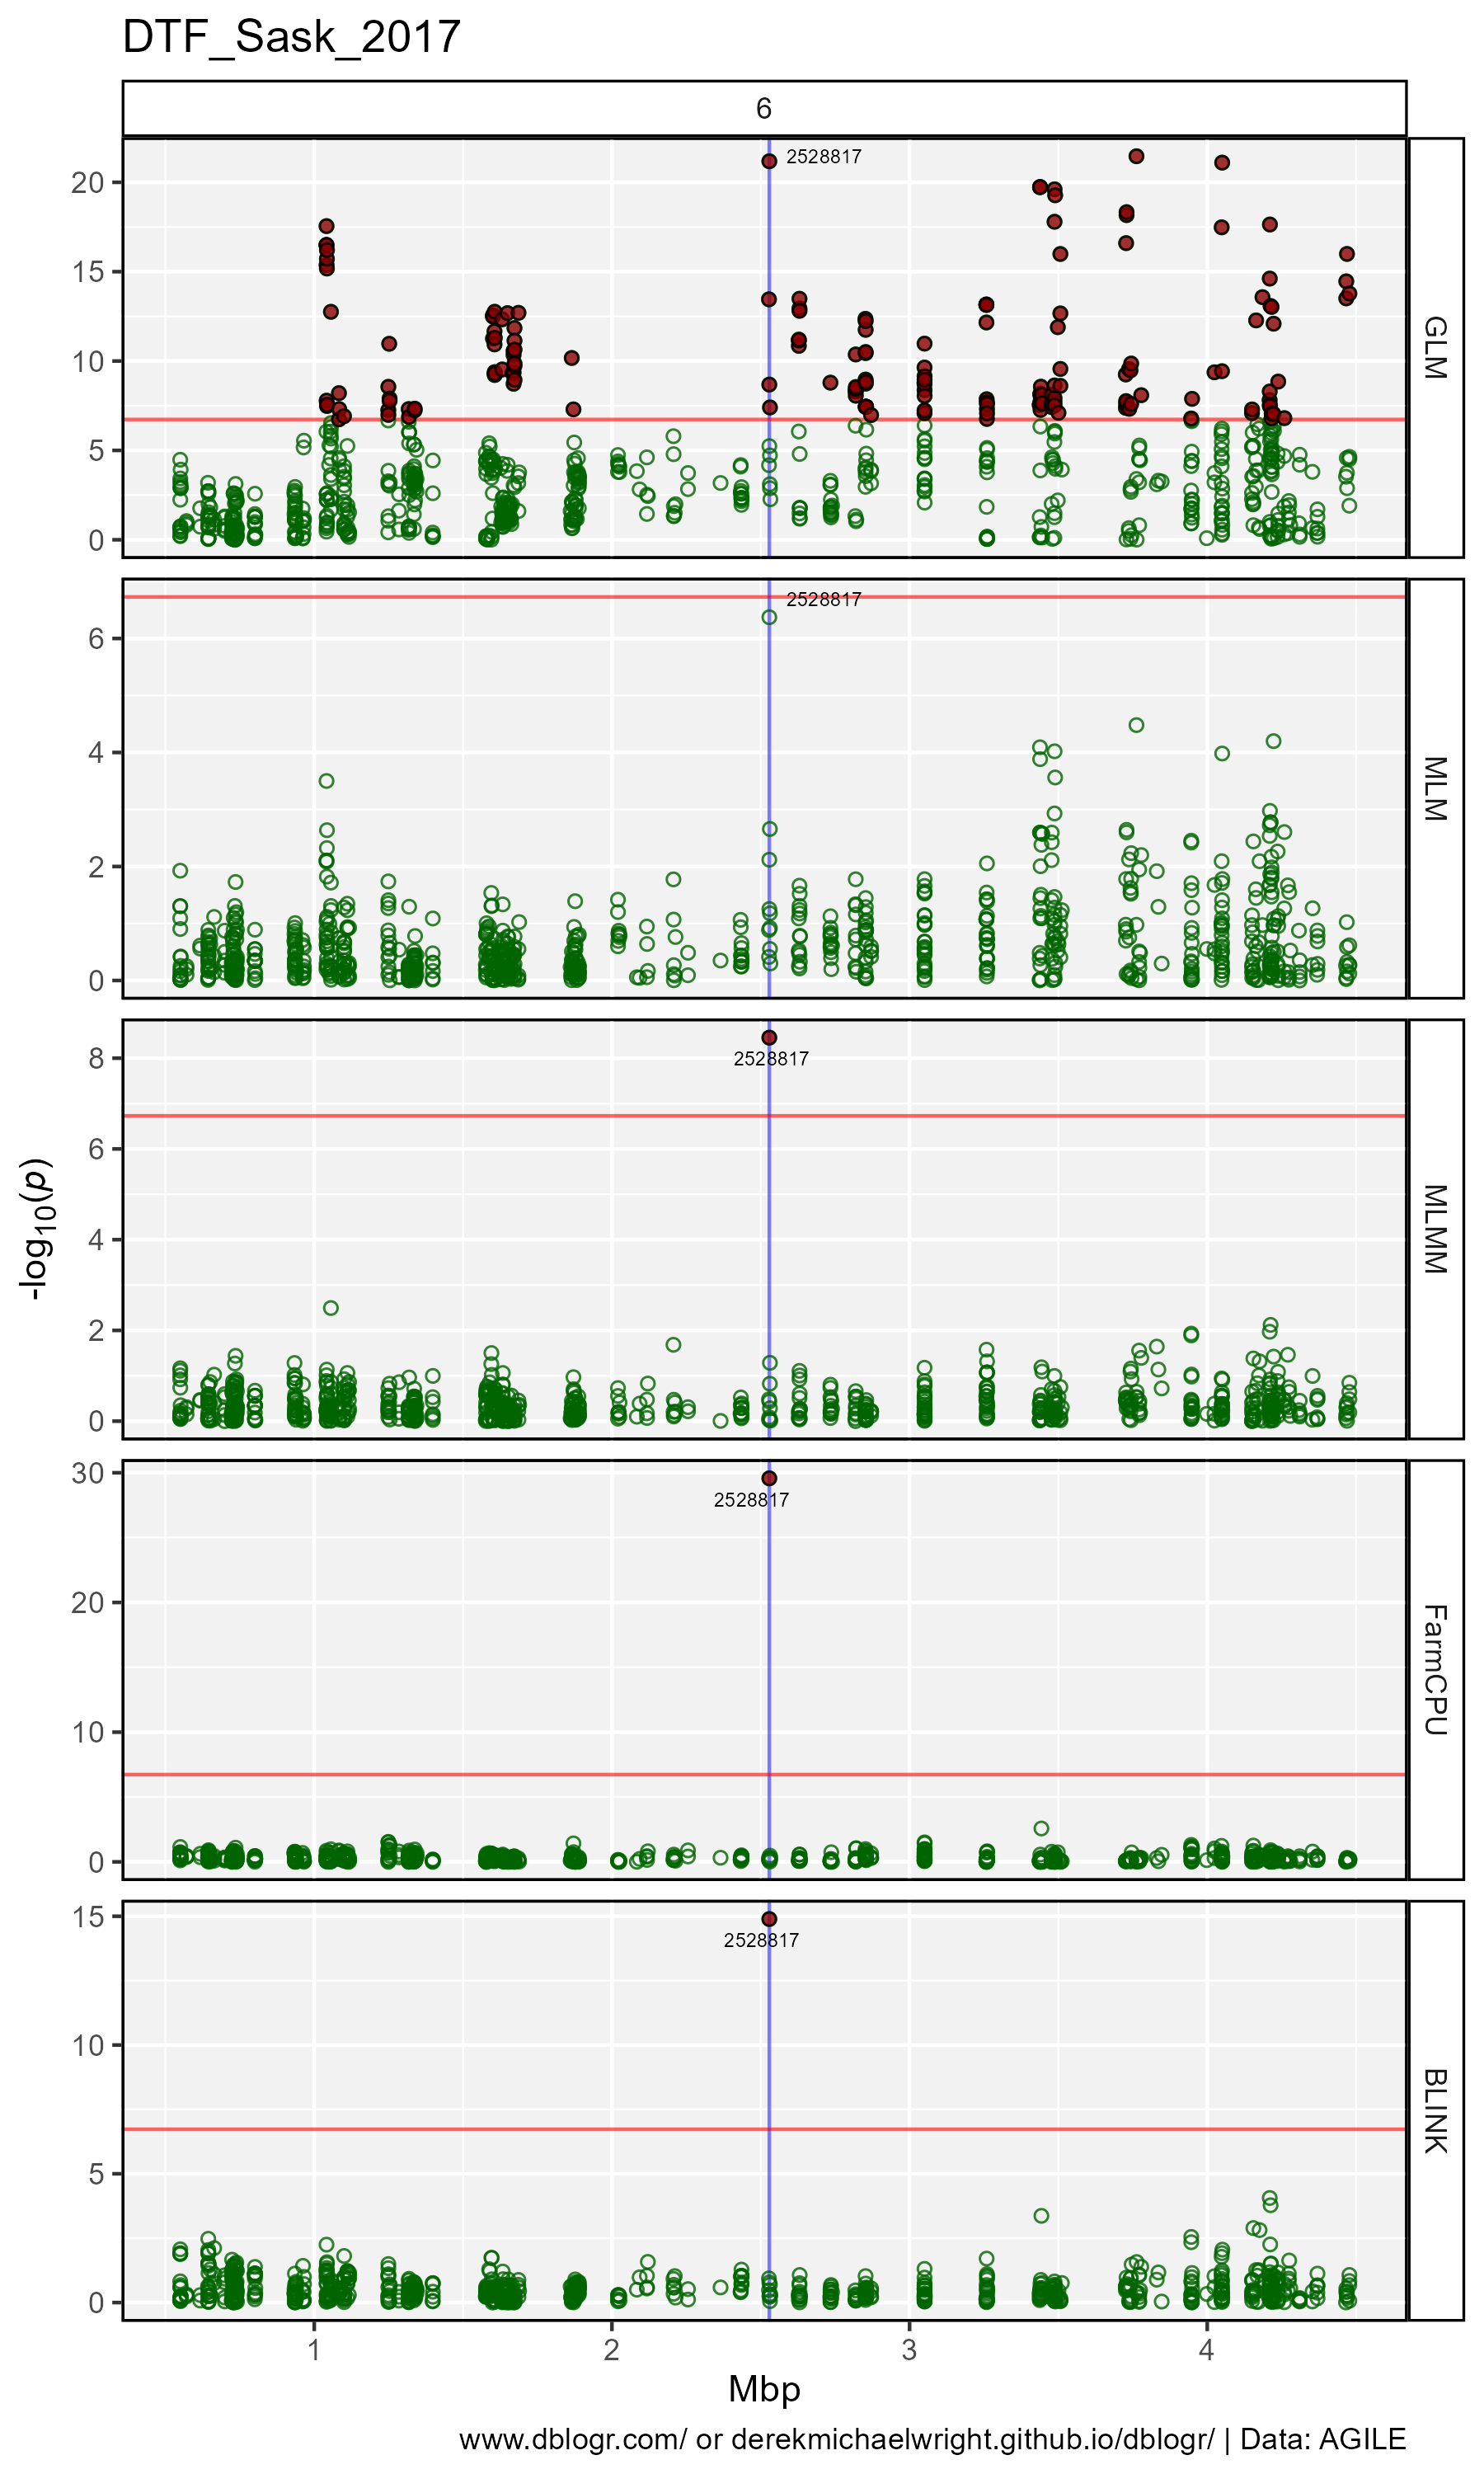 DTF_Sask_2017
6
20
15
10
5
0
2528817
GLM
6
4
2
0
2528817
MLM
8
6
4
2
0
2528817
MLMM
-log10(p)
30
20
10
0
2528817
FarmCPU
15
10
5
0
2528817
BLINK
1 2 3 4
Mbp
www.dblogr.com/ or derekmichaelwright.github.io/dblogr/ | Data: AGILE